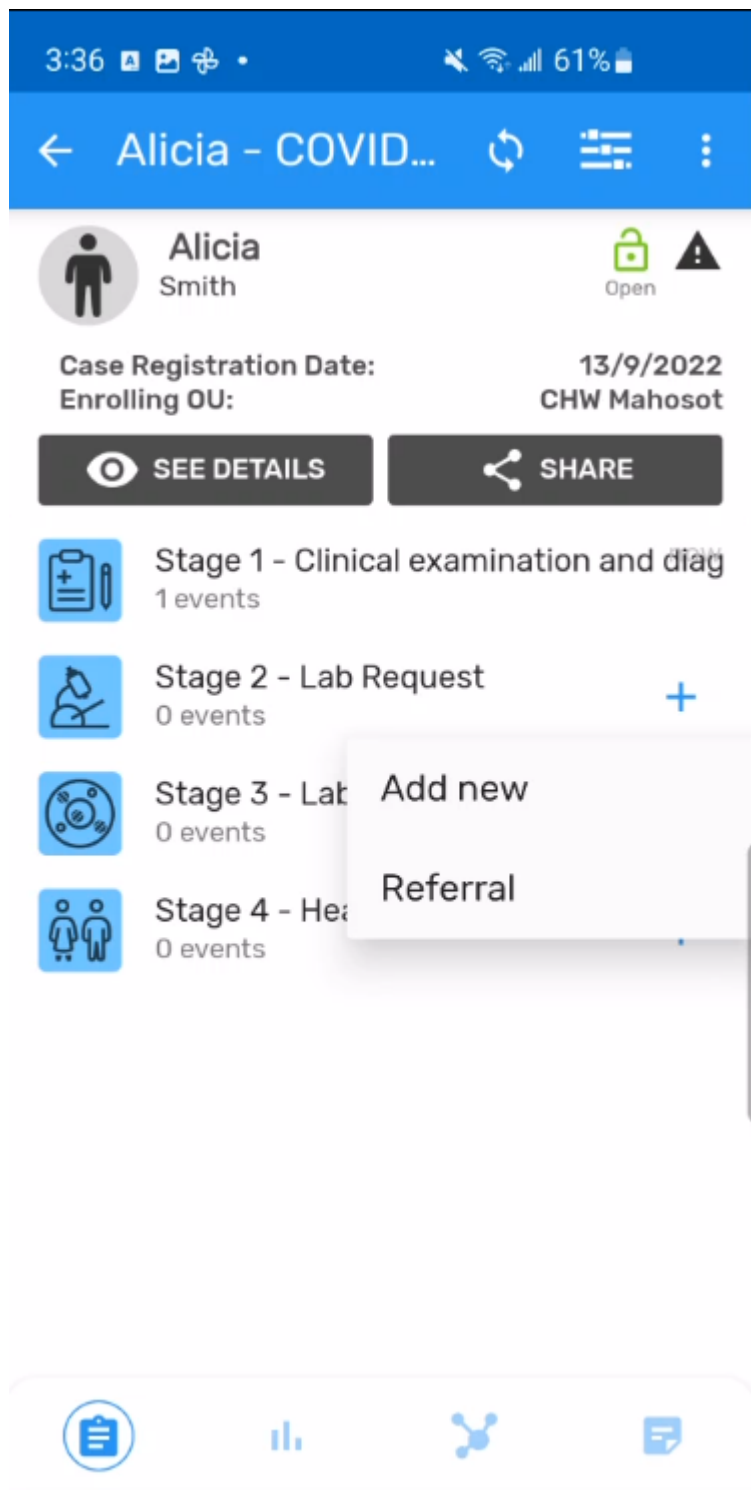 3:36
61%
Alicia - COVID...
Alicia
Smith
Open
Case Registration Date: 13/9/2022
Enrolling OU: CHW Mahosot
SEE DETAILS SHARE
Stage 1 - Clinical examination and diag
now
1 events
Stage 2 - Lab Request
0 events
Add new
Stage 3 - Lab
0 events
Referral
Stage 4 - Hea
0 events